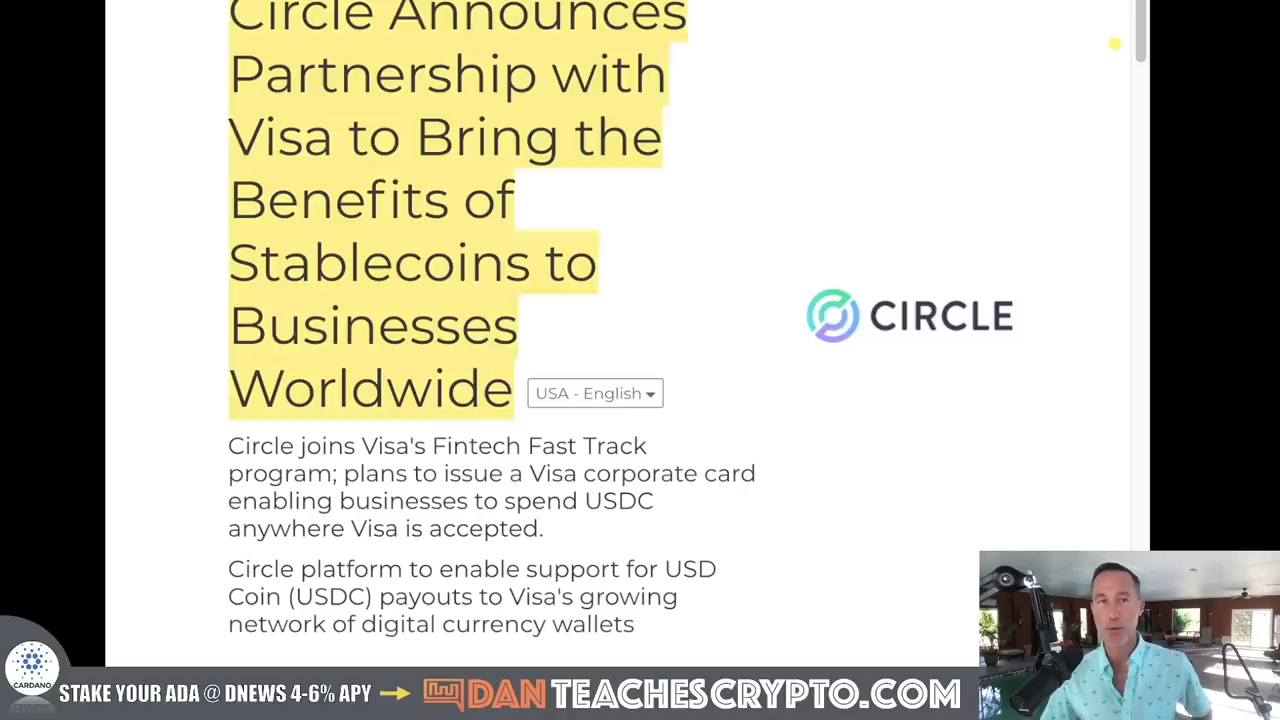 Circle Announces
Partnership with
Visa to Bring the
Benefits of
Stablecoins to
Businesses
Worldwide USA - English
Circle joins Visa's Fintech Fast Track
program; plans to issue a Visa corporate card
enabling businesses to spend USDC
anywhere Visa is accepted.
Circle platform to enable support for USD
Coin (USDC) payouts to Visa's growing
network of digital currency wallets
CIRCLE
CARDANO
STAKE YOUR ADA @ DNEWS 4-6% APY
DANTEACHESCRYPTO.COM